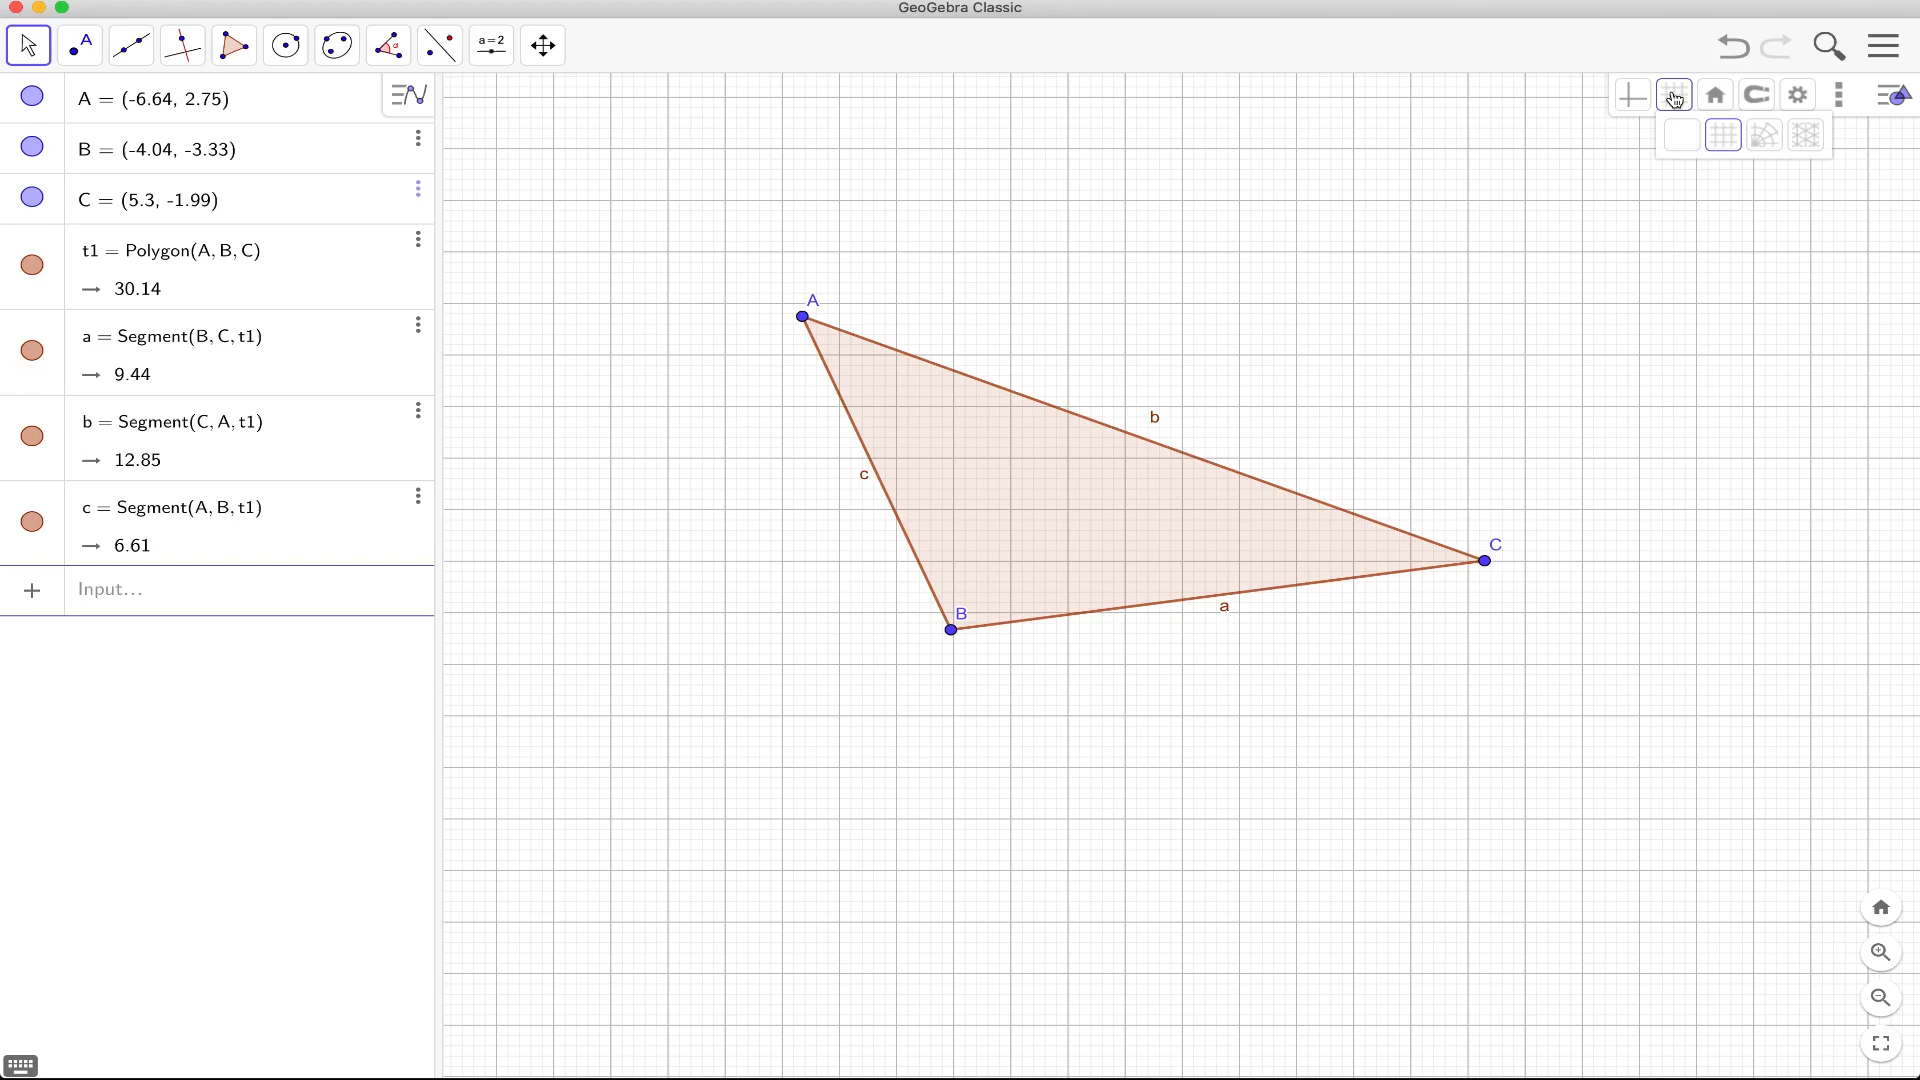 GeoGebra Classic
A
a=2
α
A = (-6.64, 2.75)
B = (-4.04, -3.33)
C = (5.3, -1.99)
t1 = Polygon(A, B, C)
→ 30.14
a = Segment(B, C, t1)
→ 9.44
b = Segment(C, A, t1)
→ 12.85
c = Segment(A, B, t1)
→ 6.61
+ Input...
A
b
c
C
a
B